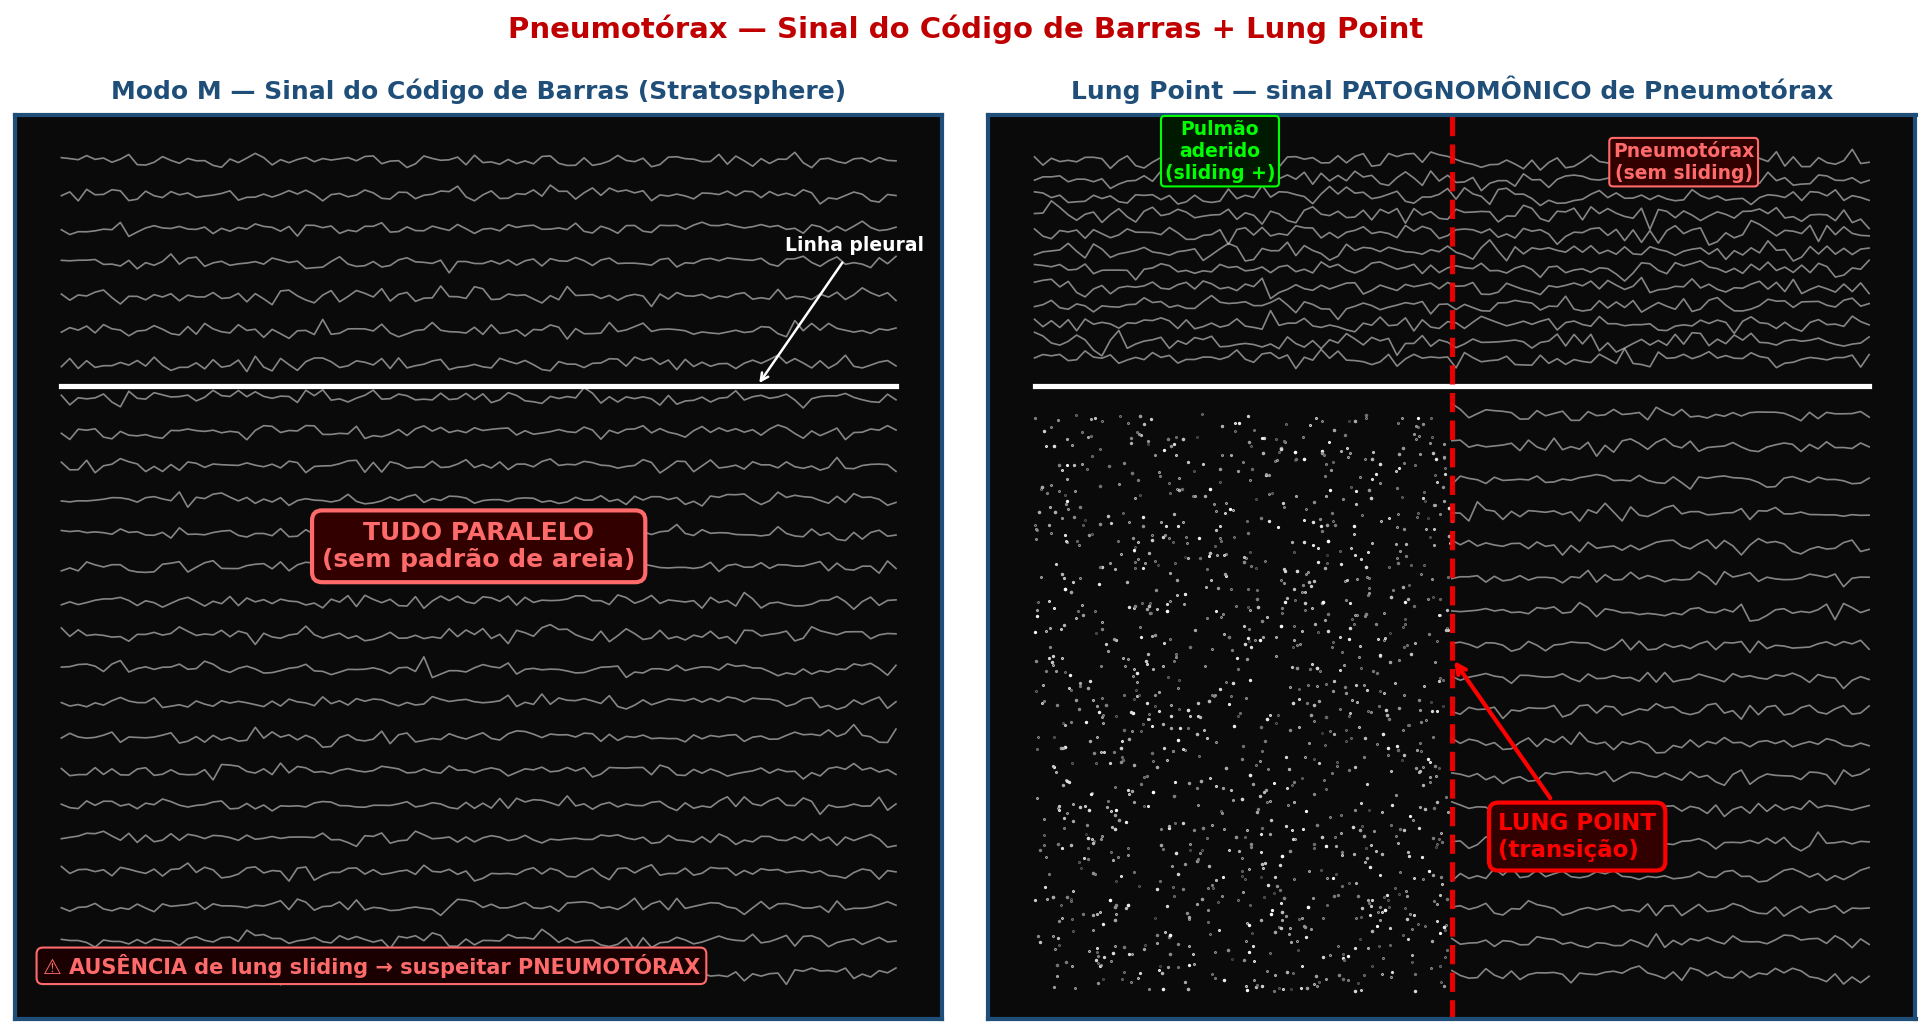 Pneumotórax — Sinal do Código de Barras + Lung Point
Modo M — Sinal do Código de Barras (Stratosphere)
Linha pleural
TUDO PARALELO
(sem padrão de areia)
⚠ AUSÊNCIA de lung sliding → suspeitar PNEUMOTÓRAX
Lung Point — sinal PATOGNOMÔNICO de Pneumotórax
Pulmão
aderido
(sliding +)
Pneumotórax
(sem sliding)
LUNG POINT
(transição)